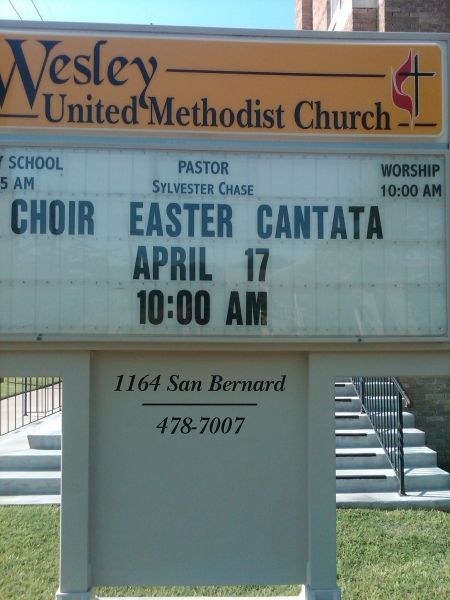 Wesley
United Methodist Church
Y SCHOOL
5 AM
PASTOR
SYLVESTER CHASE
WORSHIP
10:00 AM
CHOIR EASTER CANTATA
APRIL 17
10:00 AM
1164 San Bernard
478-7007